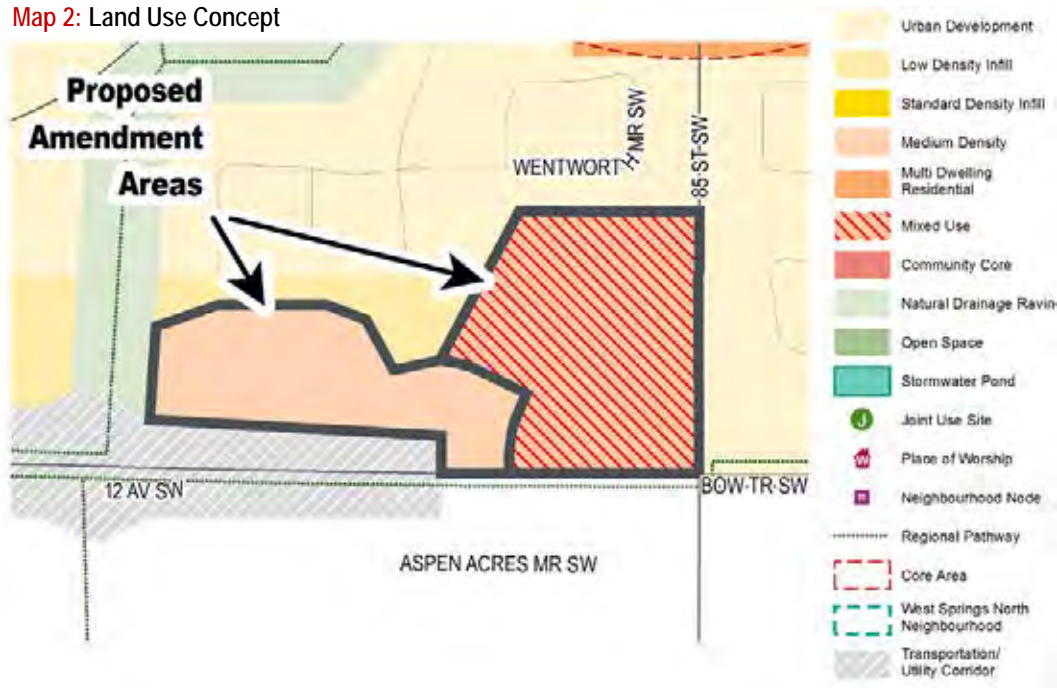 Map 2: Land Use Concept
Proposed
Amendment
Areas
WENTWORT H MR SW
85 ST SW
12 AV SW
BOW TR SW
ASPEN ACRES MR SW
Urban Development
Low Density Infill
Standard Density Infill
Medium Density
Multi Dwelling
Residential
Mixed Use
Community Core
Natural Drainage Ravin
Open Space
Stormwater Pond
J
Joint Use Site
W
Place of Worship
n
Neighbourhood Node
Regional Pathway
Core Area
West Springs North
Neighbourhood
Transportation/
Utility Corridor